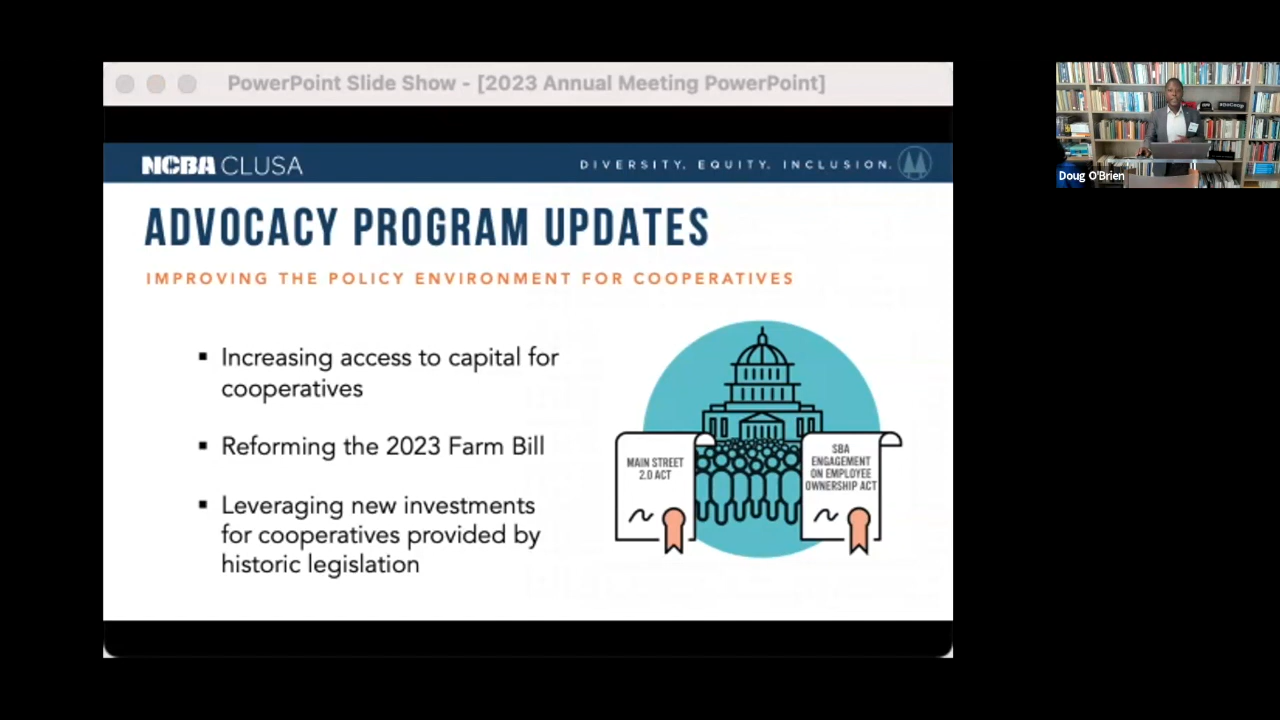 PowerPoint Slide Show - [2023 Annual Meeting PowerPoint]
NCBA CLUSA
DIVERSITY. EQUITY. INCLUSION.
ADVOCACY PROGRAM UPDATES
IMPROVING THE POLICY ENVIRONMENT FOR COOPERATIVES
▪ Increasing access to capital for
cooperatives
▪ Reforming the 2023 Farm Bill
▪ Leveraging new investments
for cooperatives provided by
historic legislation
MAIN STREET
2.0 ACT
SBA
ENGAGEMENT
ON EMPLOYEE
OWNERSHIP ACT
Doug O'Brien